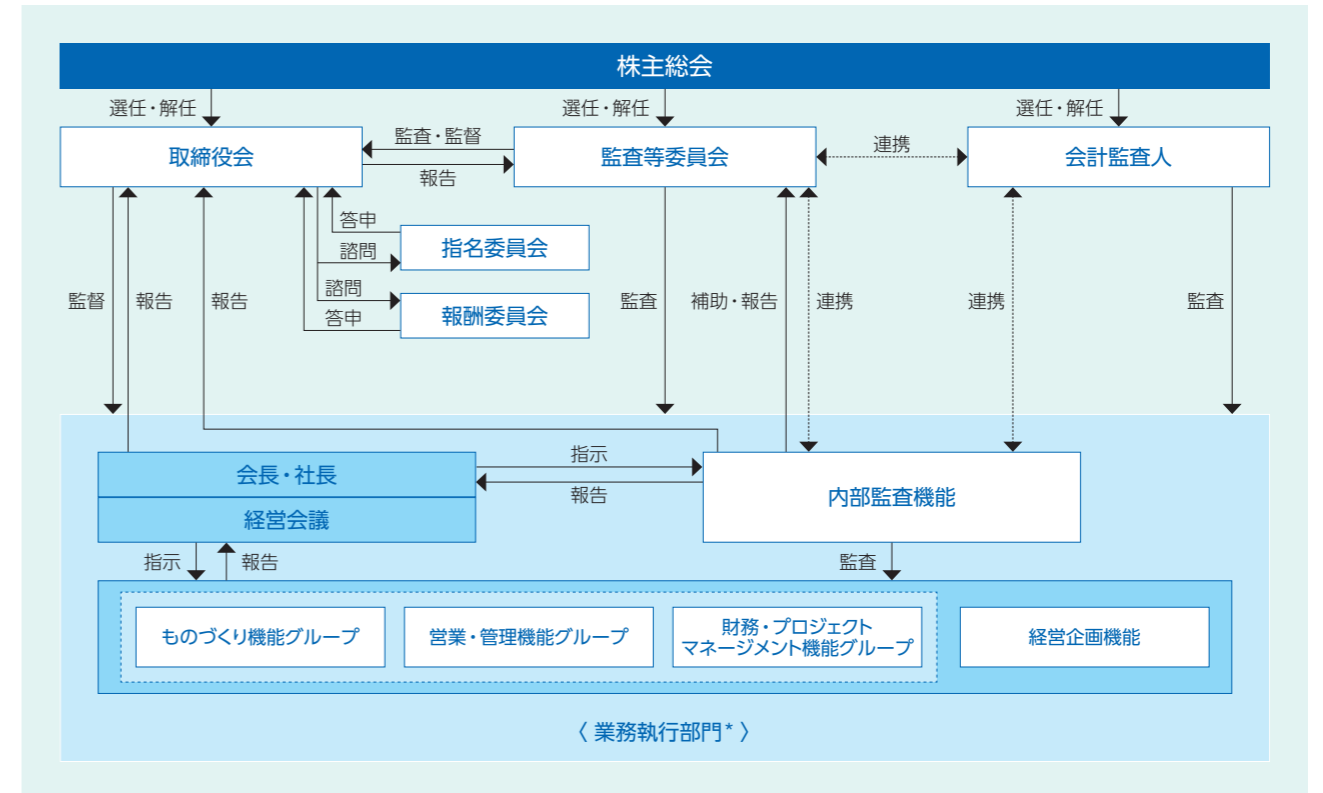 株主総会
選任・解任
選任・解任
選任・解任
取締役会
監査・監督
報告
監査等委員会
連携
会計監査人
答申
諮問
指名委員会
諮問
答申
報酬委員会
監督
報告
報告
監査
補助・報告
連携
連携
監査
会長・社長
経営会議
指示
報告
内部監査機能
指示
報告
監査
ものづくり機能グループ
営業・管理機能グループ
財務・プロジェクト
マネージメント機能グループ
経営企画機能
〈 業務執行部門* 〉